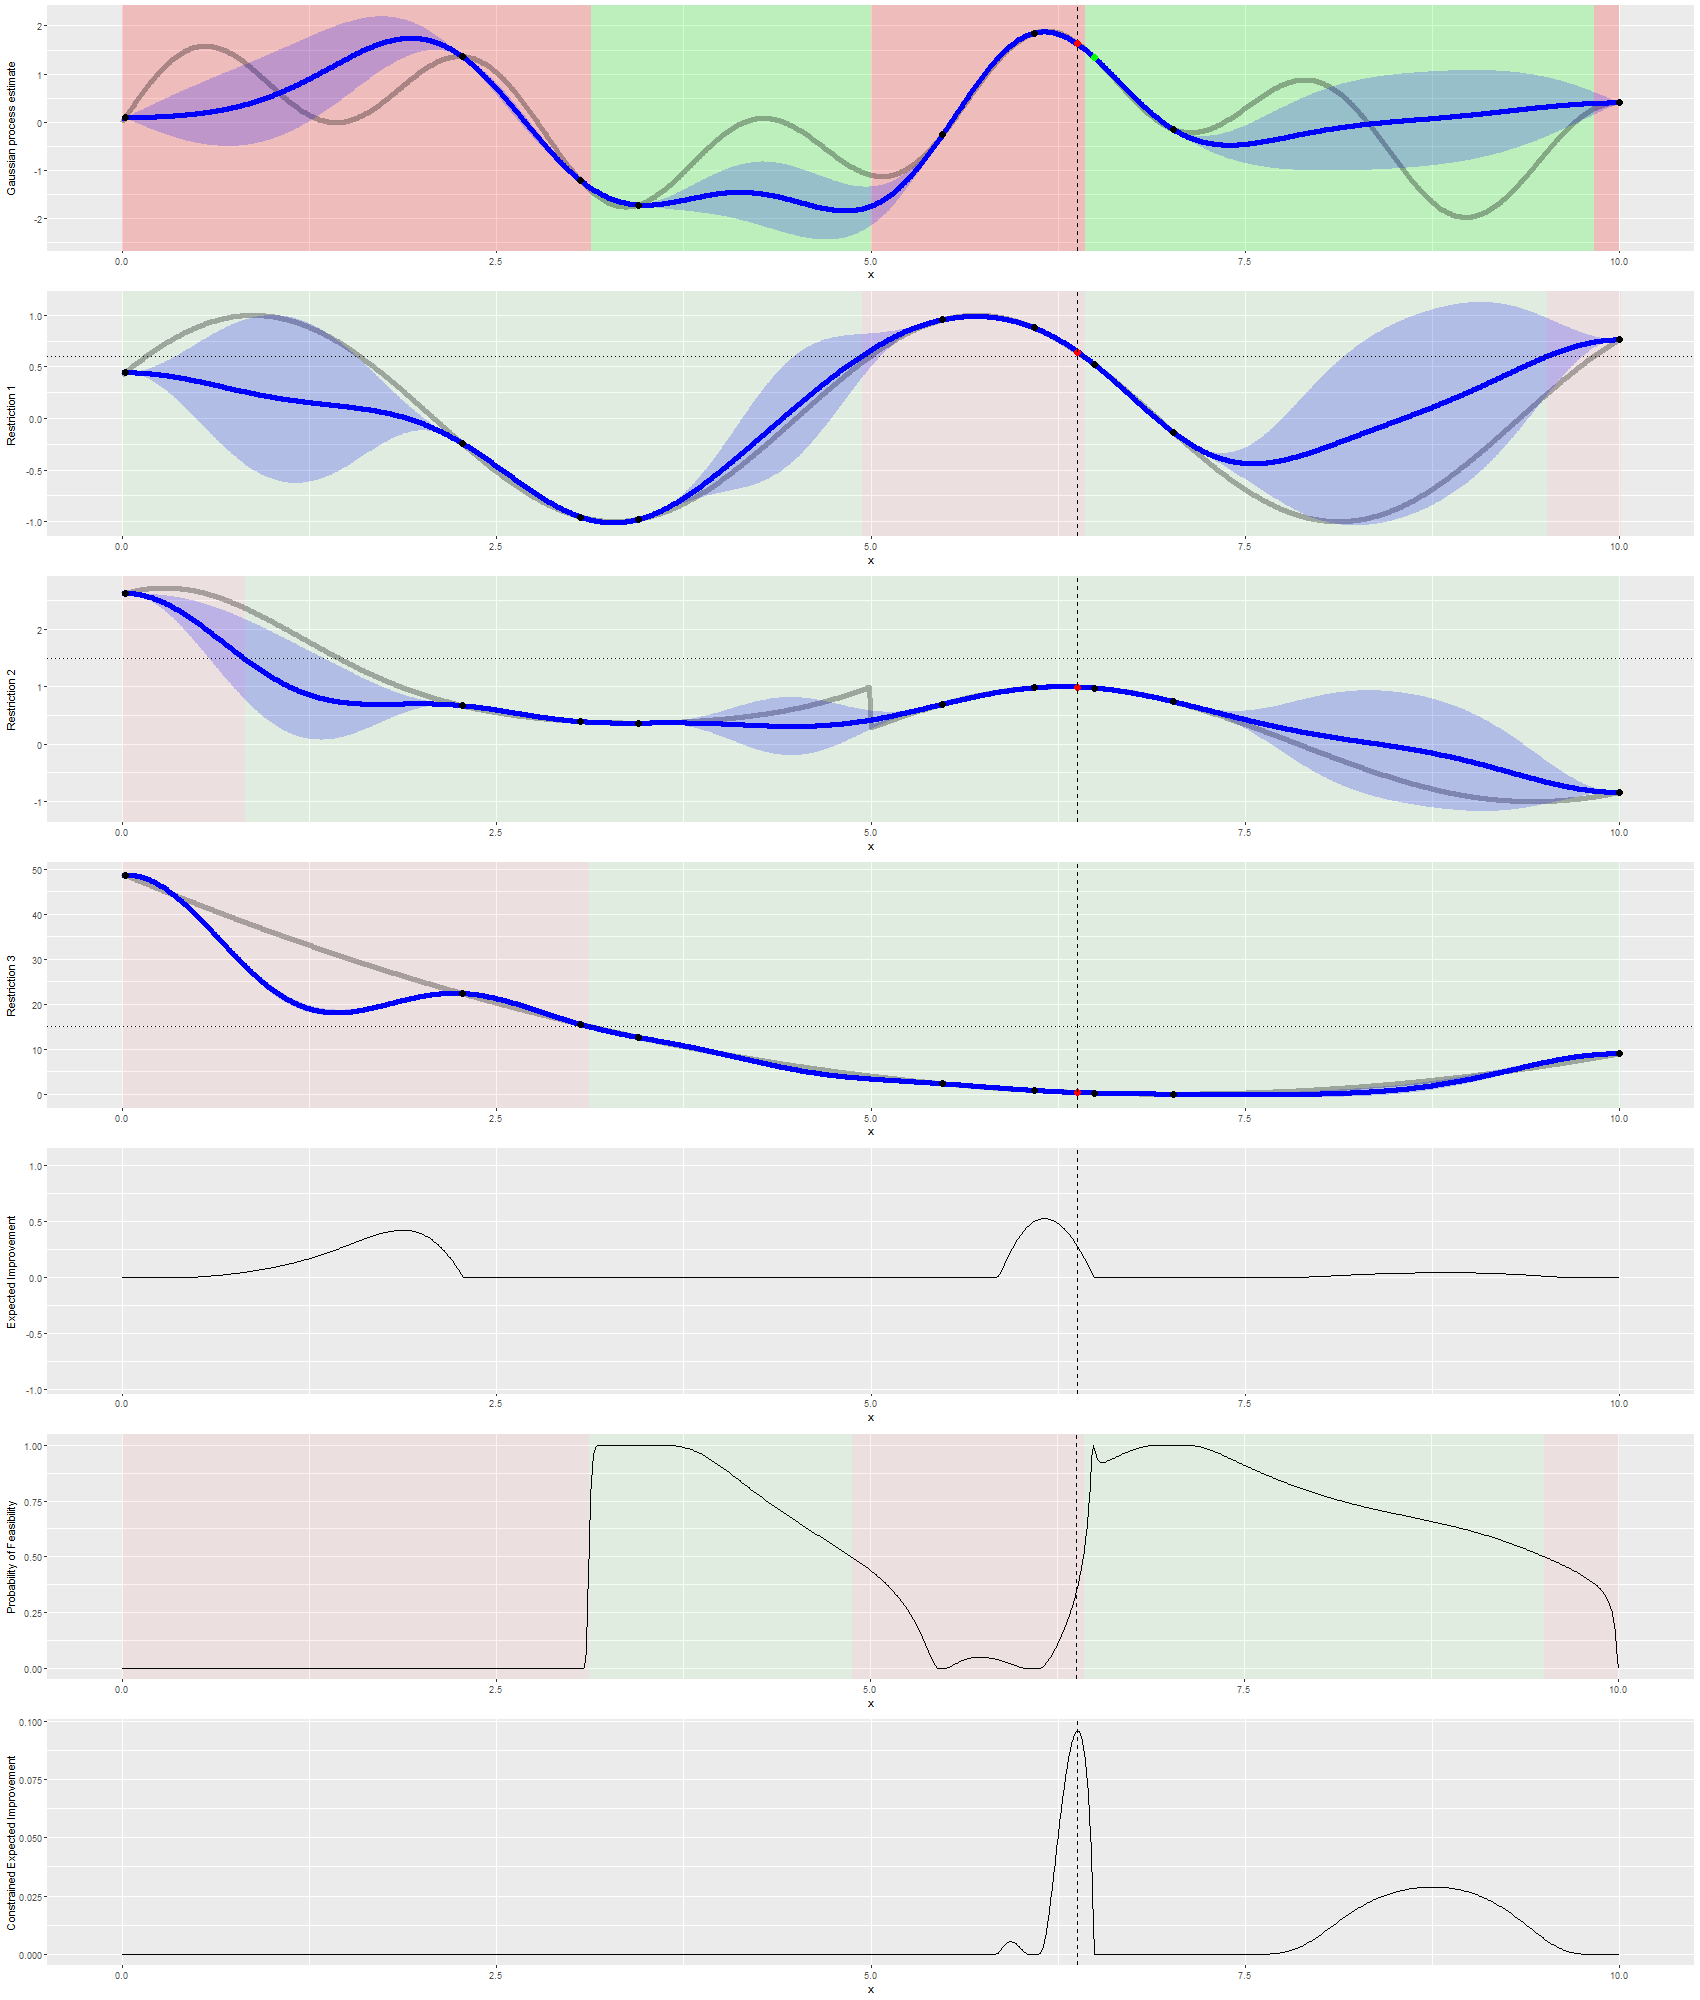 Gaussian process estimate
2
1
0
-1
-2
0.0 2.5 5.0 7.5 10.0
x
Restriction 1
1.0
0.5
0.0
-0.5
-1.0
0.0 2.5 5.0 7.5 10.0
x
Restriction 2
2
1
0
-1
0.0 2.5 5.0 7.5 10.0
x
Restriction 3
50
40
30
20
10
0
0.0 2.5 5.0 7.5 10.0
x
Expected Improvement
1.0
0.5
0.0
-0.5
-1.0
0.0 2.5 5.0 7.5 10.0
x
Probability of Feasibility
1.00
0.75
0.50
0.25
0.00
0.0 2.5 5.0 7.5 10.0
x
Constrained Expected Improvement
0.100
0.075
0.050
0.025
0.000
0.0 2.5 5.0 7.5 10.0
x